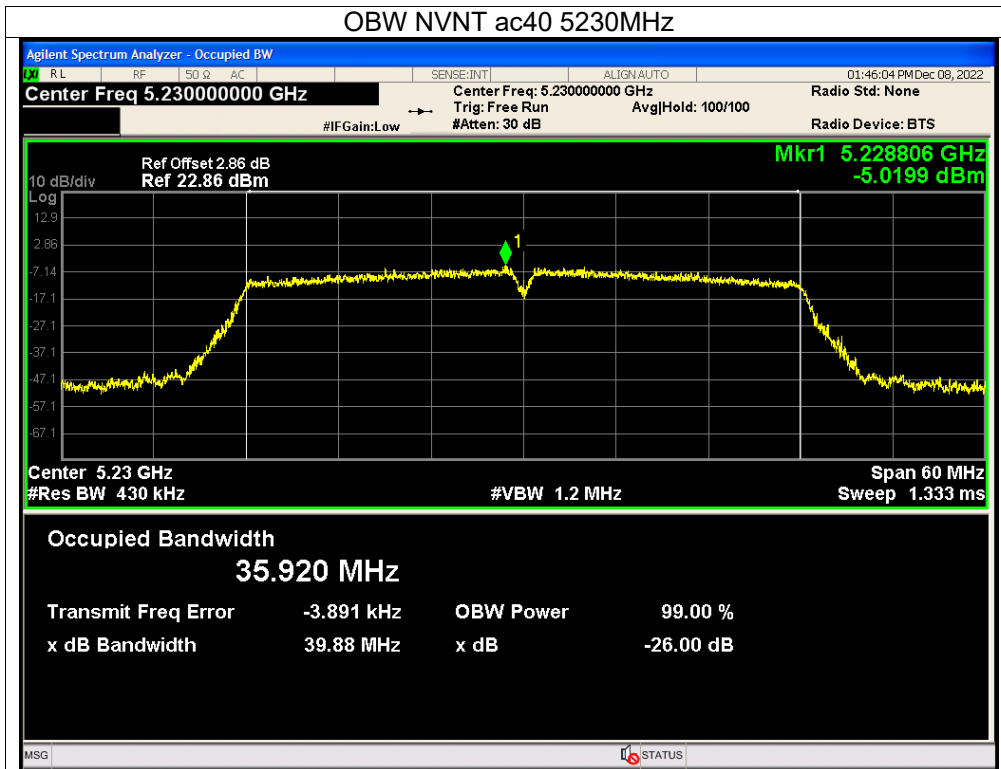 OBW NVNT ac40 5230MHz
Agilent Spectrum Analyzer - Occupied BW
LXI RL RF 50 Ω AC SENSE:INT ALIGN AUTO 01:46:04 PM Dec 08, 2022
Center Freq 5.230000000 GHz Center Freq: 5.230000000 GHz Radio Std: None
Trig: Free Run Avg|Hold: 100/100
#IFGain:Low #Atten: 30 dB Radio Device: BTS
Mkr1 5.228806 GHz
-5.0199 dBm
Ref Offset 2.86 dB
10 dB/div Ref 22.86 dBm
Log
12.9
2.86
1
-7.14
-17.1
-27.1
-37.1
-47.1
-57.1
-67.1
Center 5.23 GHz Span 60 MHz
#Res BW 430 kHz #VBW 1.2 MHz Sweep 1.333 ms
Occupied Bandwidth
35.920 MHz
Transmit Freq Error -3.891 kHz OBW Power 99.00 %
x dB Bandwidth 39.88 MHz x dB -26.00 dB
MSG STATUS